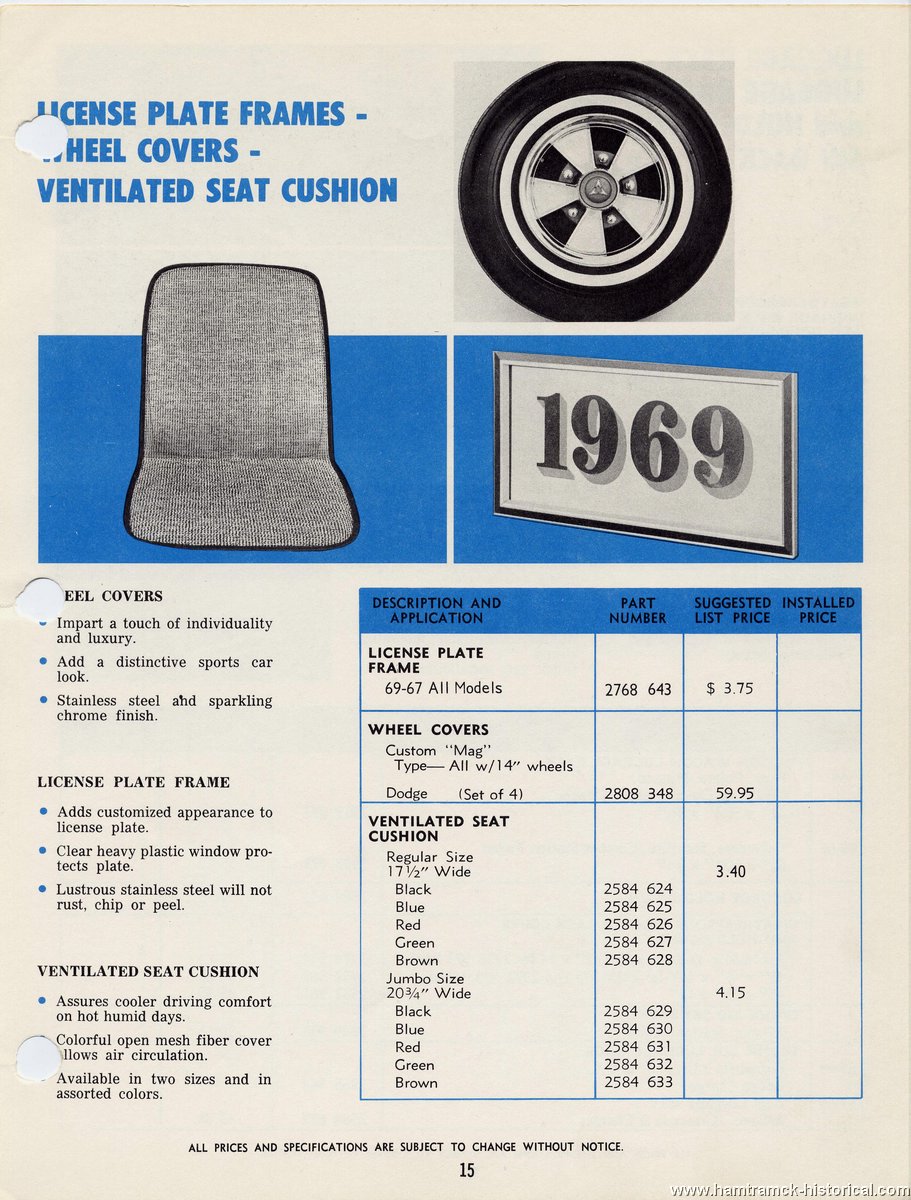 LICENSE PLATE FRAMES -
WHEEL COVERS -
VENTILATED SEAT CUSHION
1969
EEL COVERS
Impart a touch of individuality
and luxury.
Add a distinctive sports car
look.
Stainless steel and sparkling
chrome finish.
LICENSE PLATE FRAME
Adds customized appearance to
license plate.
Clear heavy plastic window pro-
tects plate.
Lustrous stainless steel will not
rust, chip or peel.
VENTILATED SEAT CUSHION
Assures cooler driving comfort
on hot humid days.
Colorful open mesh fiber cover
llows air circulation.
Available in two sizes and in
assorted colors.
DESCRIPTION AND APPLICATION PART NUMBER SUGGESTED LIST PRICE INSTALLED PRICE
LICENSE PLATE
FRAME
69-67 All Models 2768 643 $ 3.75
WHEEL COVERS
Custom "Mag"
Type— All w/14" wheels
Dodge (Set of 4) 2808 348 59.95
VENTILATED SEAT
CUSHION
Regular Size
17½" Wide 3.40
Black 2584 624
Blue 2584 625
Red 2584 626
Green 2584 627
Brown 2584 628
Jumbo Size
20¾" Wide 4.15
Black 2584 629
Blue 2584 630
Red 2584 631
Green 2584 632
Brown 2584 633
ALL PRICES AND SPECIFICATIONS ARE SUBJECT TO CHANGE WITHOUT NOTICE.
15
www.hamtramck-historical.com